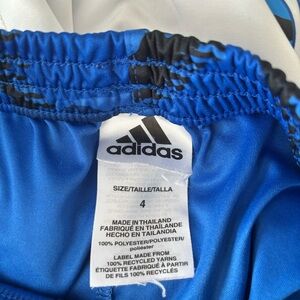 adidas
SIZE/TAILLE/TALLA
4
MADE IN THAILAND
FABRIQUÉ EN THAÏLANDE
HECHO EN TAILANDIA
100% POLYESTER/POLYESTER/
poliéster
LABEL MADE FROM
100% RECYCLED YARNS
ÉTIQUETTE FABRIQUÉE À PARTIR
DE FILS 100% RECYCLÉS